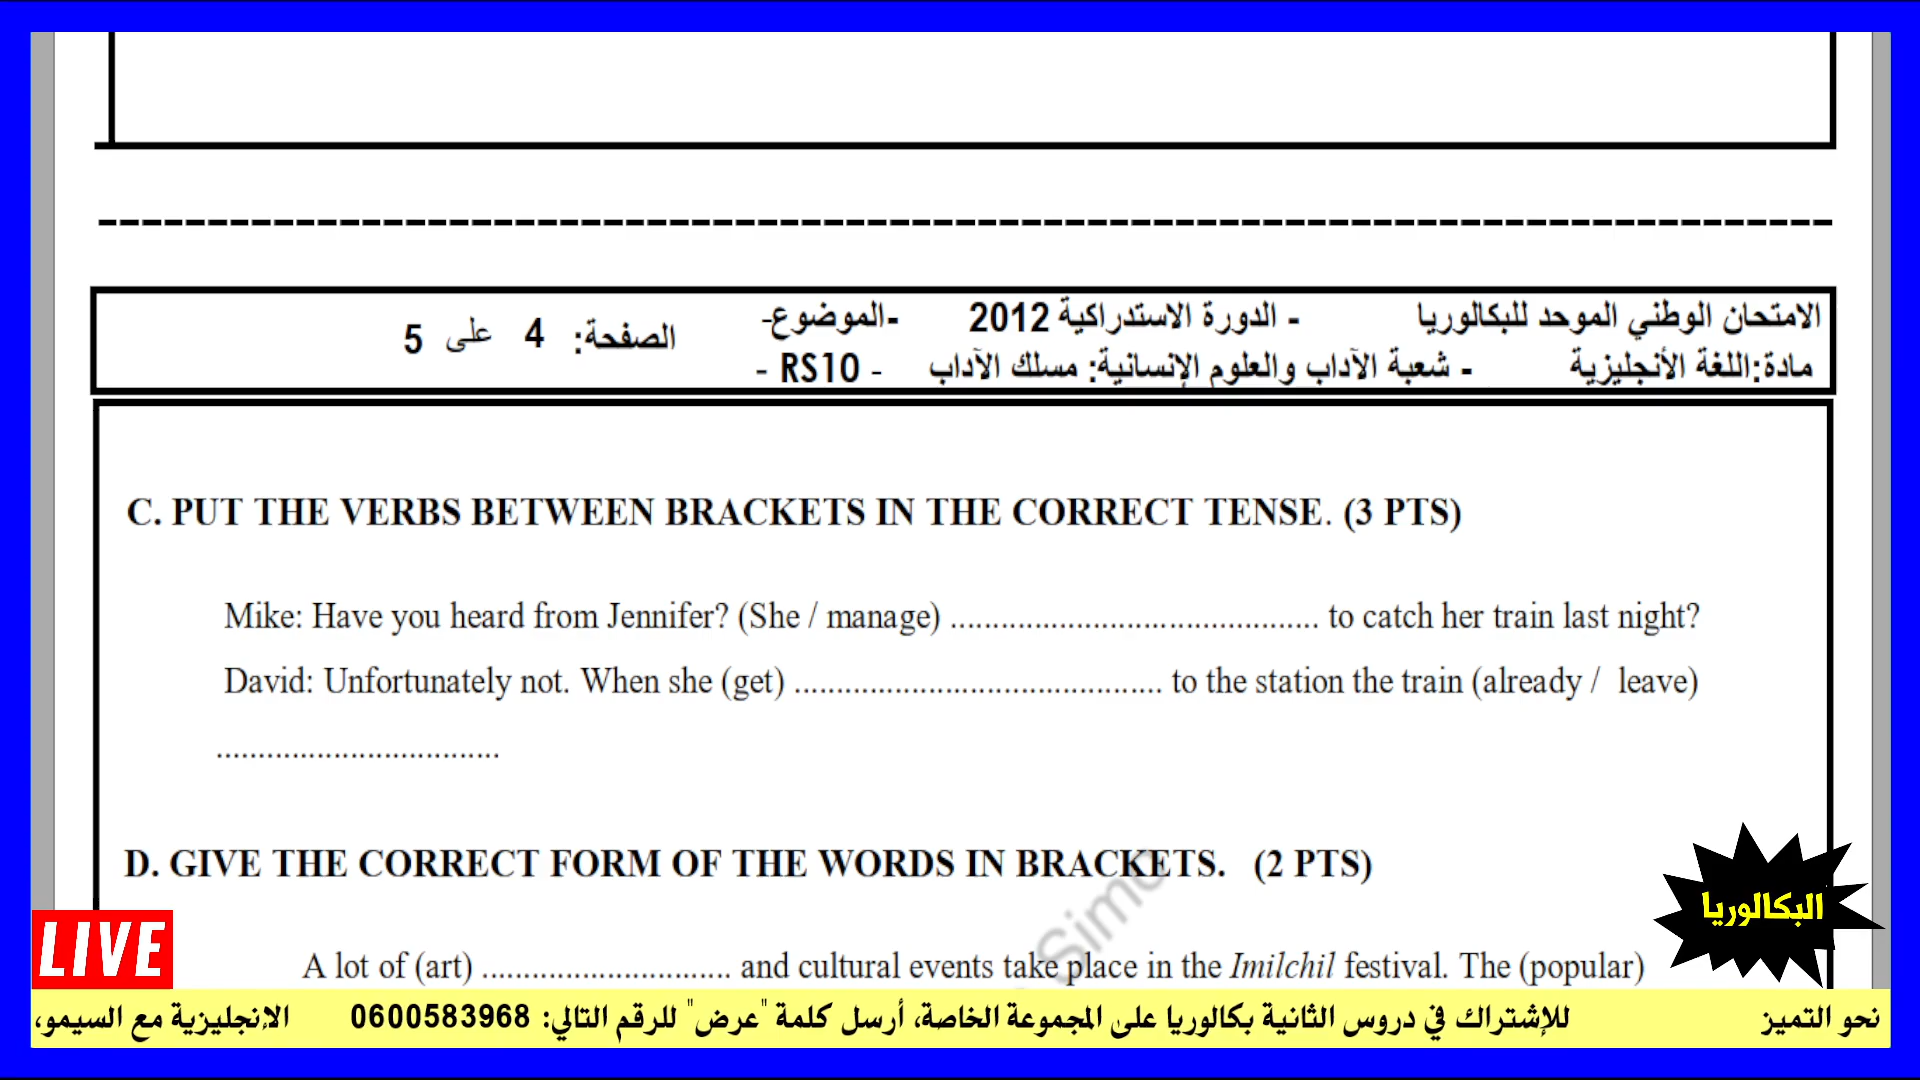 الامتحان الوطني الموحد للبكالوريا - الدورة الاستدراكية 2012 -الموضوع-
مادة:اللغة الأنجليزية - شعبة الآداب والعلوم الإنسانية: مسلك الآداب - RS10 -
الصفحة: 4 على 5
C. PUT THE VERBS BETWEEN BRACKETS IN THE CORRECT TENSE. (3 PTS)
Mike: Have you heard from Jennifer? (She / manage) ............................................ to catch her train last night?
David: Unfortunately not. When she (get) ............................................ to the station the train (already / leave)
..................................
D. GIVE THE CORRECT FORM OF THE WORDS IN BRACKETS. (2 PTS)
Simo
A lot of (art) .............................. and cultural events take place in the Imilchil festival. The (popular)
البكالوريا
LIVE
نحو التميز للإشتراك في دروس الثانية بكالوريا على المجموعة الخاصة، أرسل كلمة "عرض" للرقم التالي: 0600583968 الانجليزية مع السيمو،